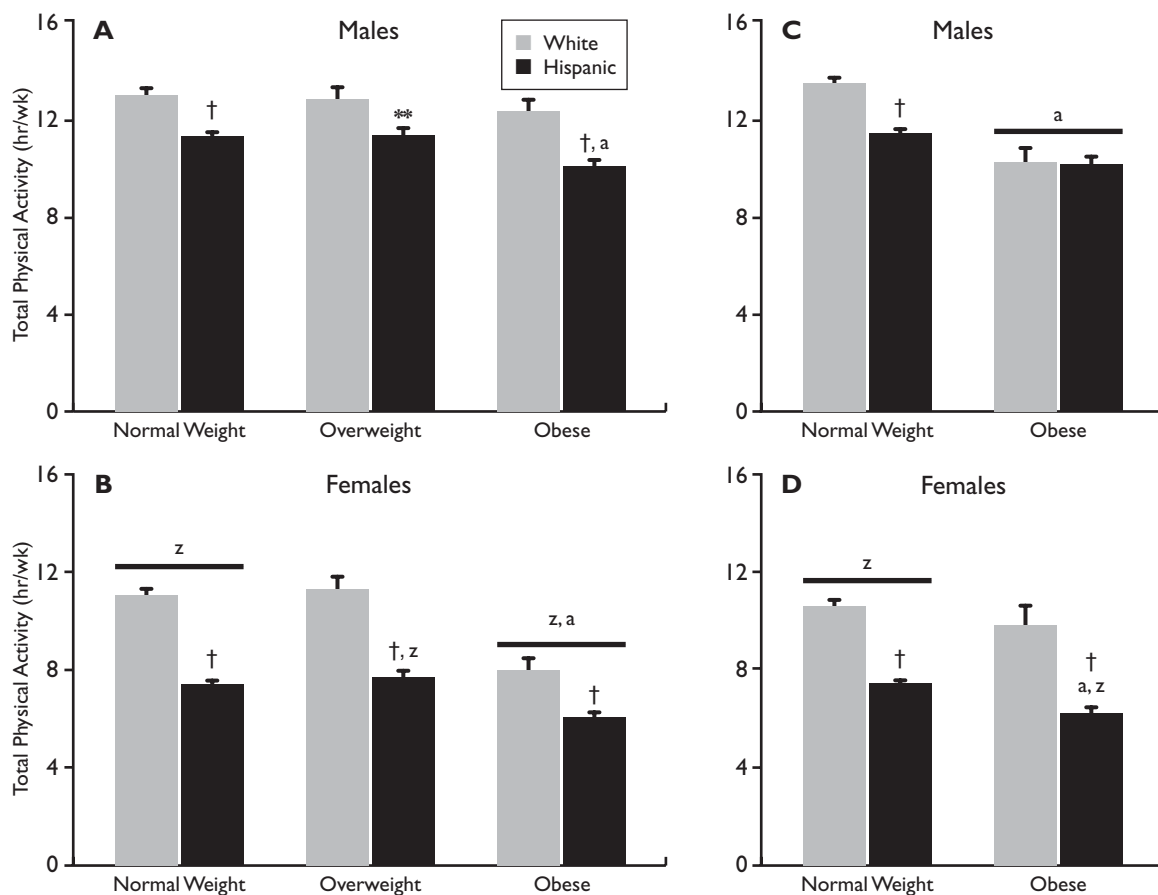 A
Males
White
Hispanic
Total Physical Activity (hr/wk)
16
12
8
4
0
†
**
†, a
Normal Weight
Overweight
Obese
C
Males
16
12
8
4
0
†
a
Normal Weight
Obese
B
Females
Total Physical Activity (hr/wk)
16
12
8
4
0
z
†
†, z
z, a
†
Normal Weight
Overweight
Obese
D
Females
16
12
8
4
0
z
†
†
a, z
Normal Weight
Obese